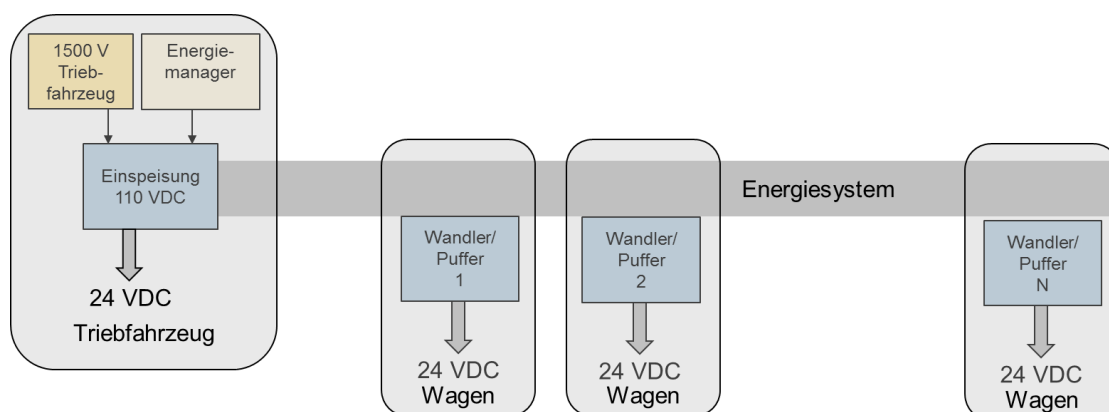 1500 V
Trieb-
fahrzeug
Energie-
manager
Einspeisung
110 VDC
24 VDC
Triebfahrzeug
Energiesystem
Wandler/
Puffer
1
24 VDC
Wagen
Wandler/
Puffer
2
24 VDC
Wagen
Wandler/
Puffer
N
24 VDC
Wagen